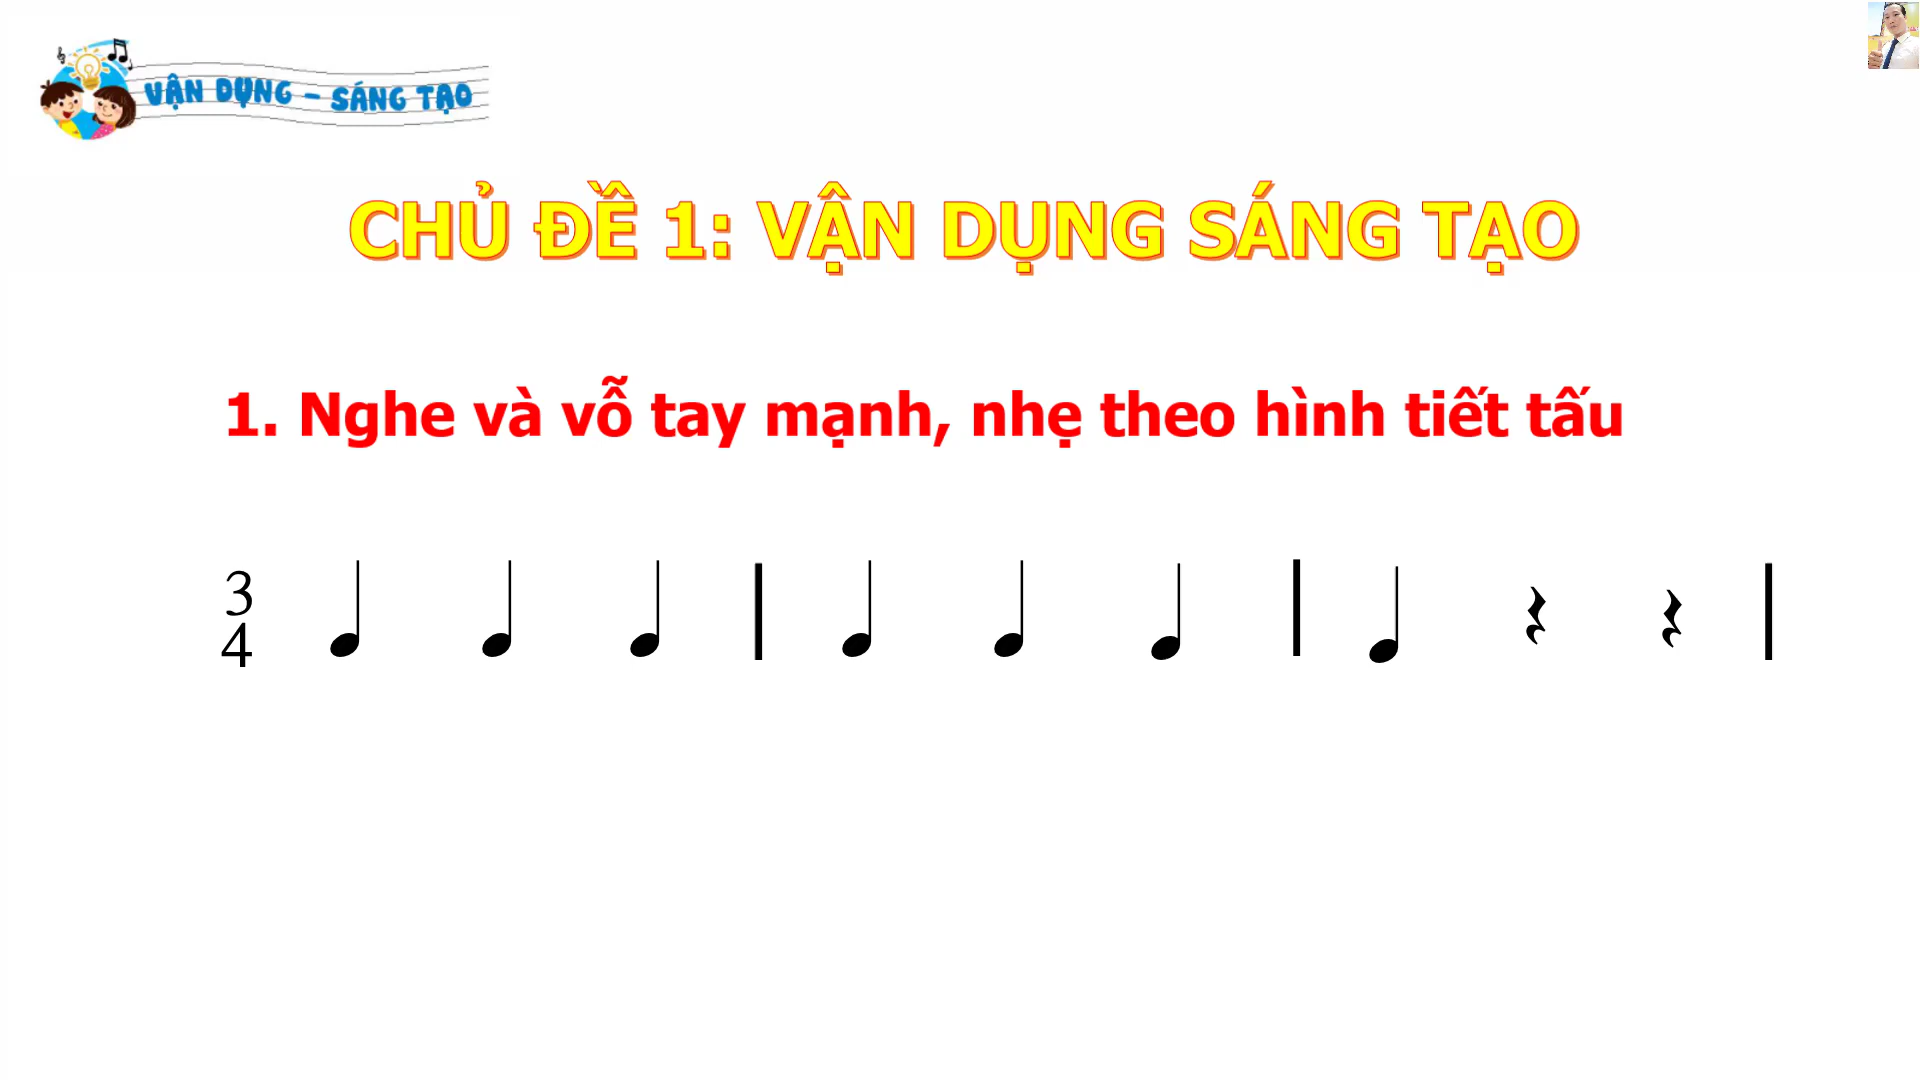 VẬN DỤNG – SÁNG TẠO
CHỦ ĐỀ 1: VẬN DỤNG SÁNG TẠO
1. Nghe và vỗ tay mạnh, nhẹ theo hình tiết tấu
3
4